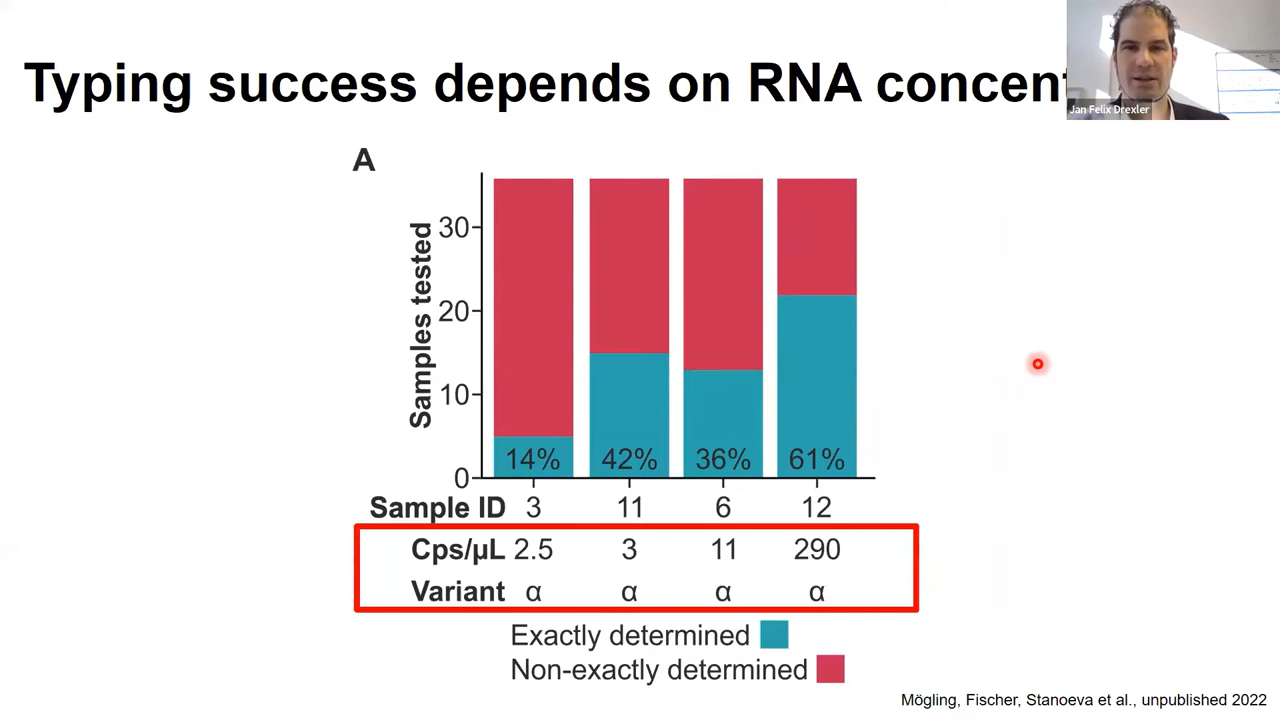 Typing success depends on RNA concent
Jan Felix Drexler
A
Samples tested
30
20
10
0
14% 42% 36% 61%
Sample ID 3 11 6 12
Cps/µL 2.5 3 11 290
Variant α α α α
Exactly determined
Non-exactly determined
Mögling, Fischer, Stanoeva et al., unpublished 2022